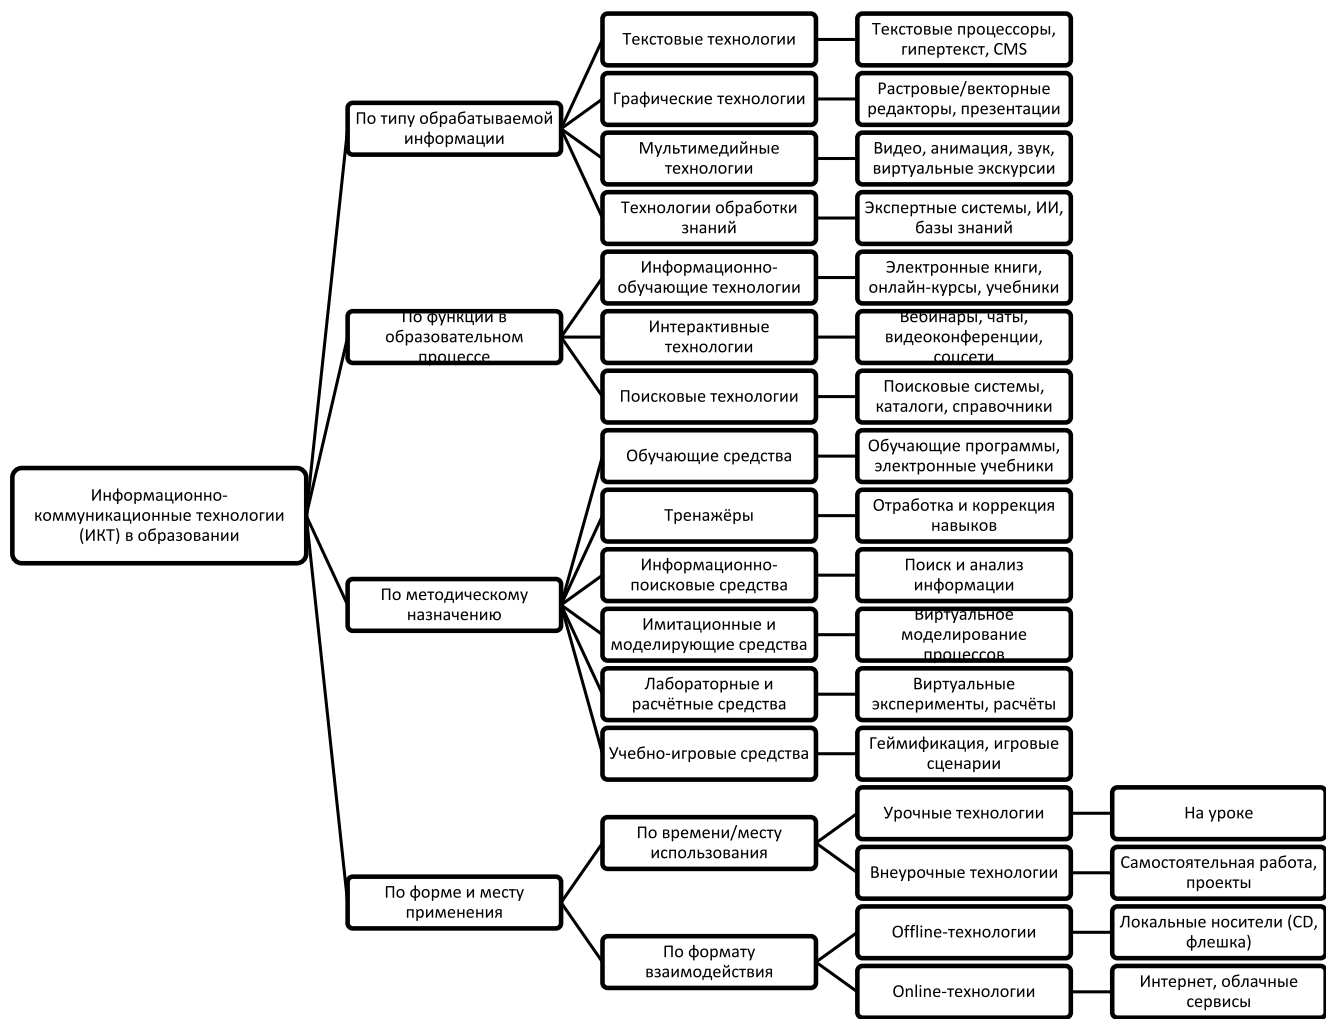 Информационно-
коммуникационные технологии
(ИКТ) в образовании
По типу обрабатываемой
информации
Текстовые технологии
Текстовые процессоры,
гипертекст, CMS
Графические технологии
Растровые/векторные
редакторы, презентации
Мультимедийные
технологии
Видео, анимация, звук,
виртуальные экскурсии
Технологии обработки
знаний
Экспертные системы, ИИ,
базы знаний
По функции в
образовательном
процессе
Информационно-
обучающие технологии
Электронные книги,
онлайн-курсы, учебники
Интерактивные
технологии
Вебинары, чаты,
видеоконференции,
соцсети
Поисковые технологии
Поисковые системы,
каталоги, справочники
По методическому
назначению
Обучающие средства
Обучающие программы,
электронные учебники
Тренажёры
Отработка и коррекция
навыков
Информационно-
поисковые средства
Поиск и анализ
информации
Имитационные и
моделирующие средства
Виртуальное
моделирование
процессов
Лабораторные и
расчётные средства
Виртуальные
эксперименты, расчёты
Учебно-игровые средства
Геймификация, игровые
сценарии
По форме и месту
применения
По времени/месту
использования
Урочные технологии
На уроке
Внеурочные технологии
Самостоятельная работа,
проекты
По формату
взаимодействия
Offline-технологии
Локальные носители (CD,
флешка)
Online-технологии
Интернет, облачные
сервисы